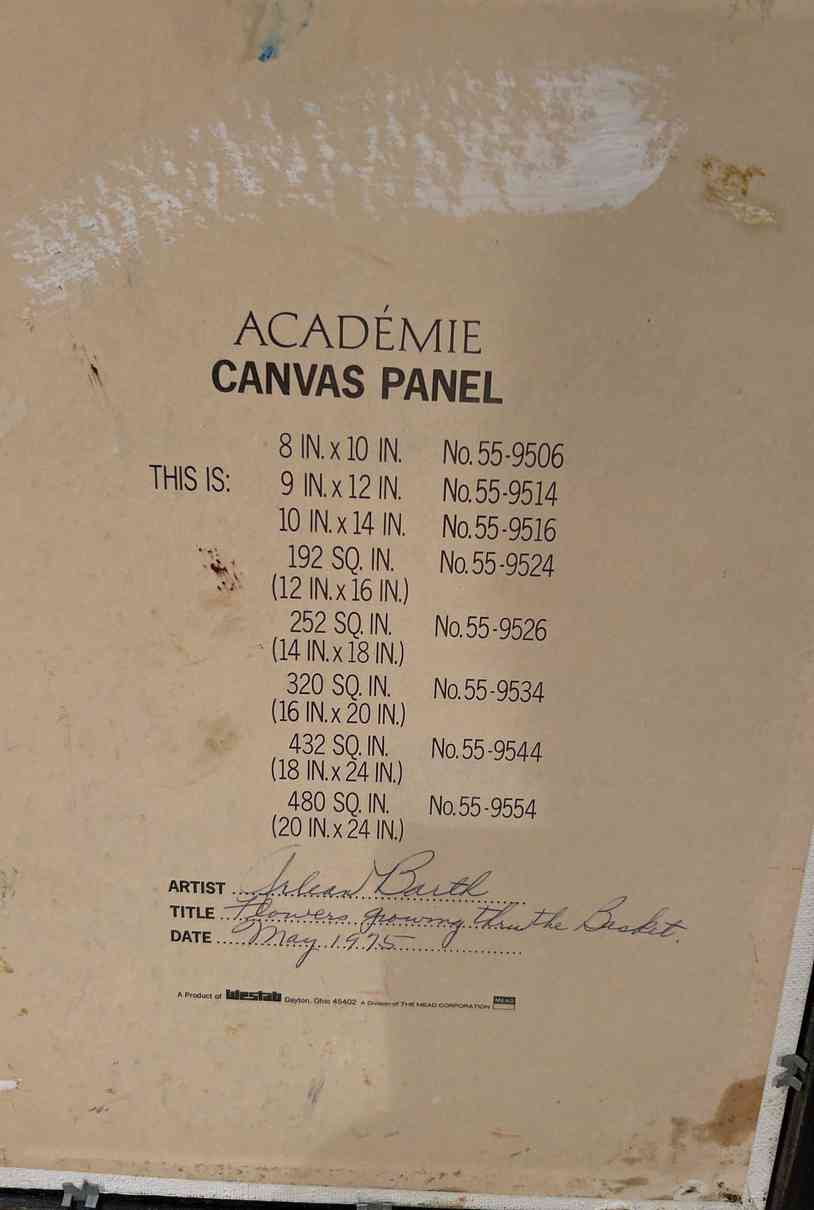 ACADÉMIE
CANVAS PANEL
8 IN. x 10 IN. No. 55-9506
THIS IS: 9 IN. x 12 IN. No. 55-9514
10 IN. x 14 IN. No. 55-9516
192 SQ. IN. No. 55-9524
(12 IN. x 16 IN.)
252 SQ. IN. No. 55-9526
(14 IN. x 18 IN.)
320 SQ. IN. No. 55-9534
(16 IN. x 20 IN.)
432 SQ. IN. No. 55-9544
(18 IN. x 24 IN.)
480 SQ. IN. No. 55-9554
(20 IN. x 24 IN.)
ARTIST Arlean Barth
TITLE Flowers growing thru the Basket.
DATE May 1975
A Product of Westab Dayton, Ohio 45402 A Division of THE MEAD CORPORATION MEAD